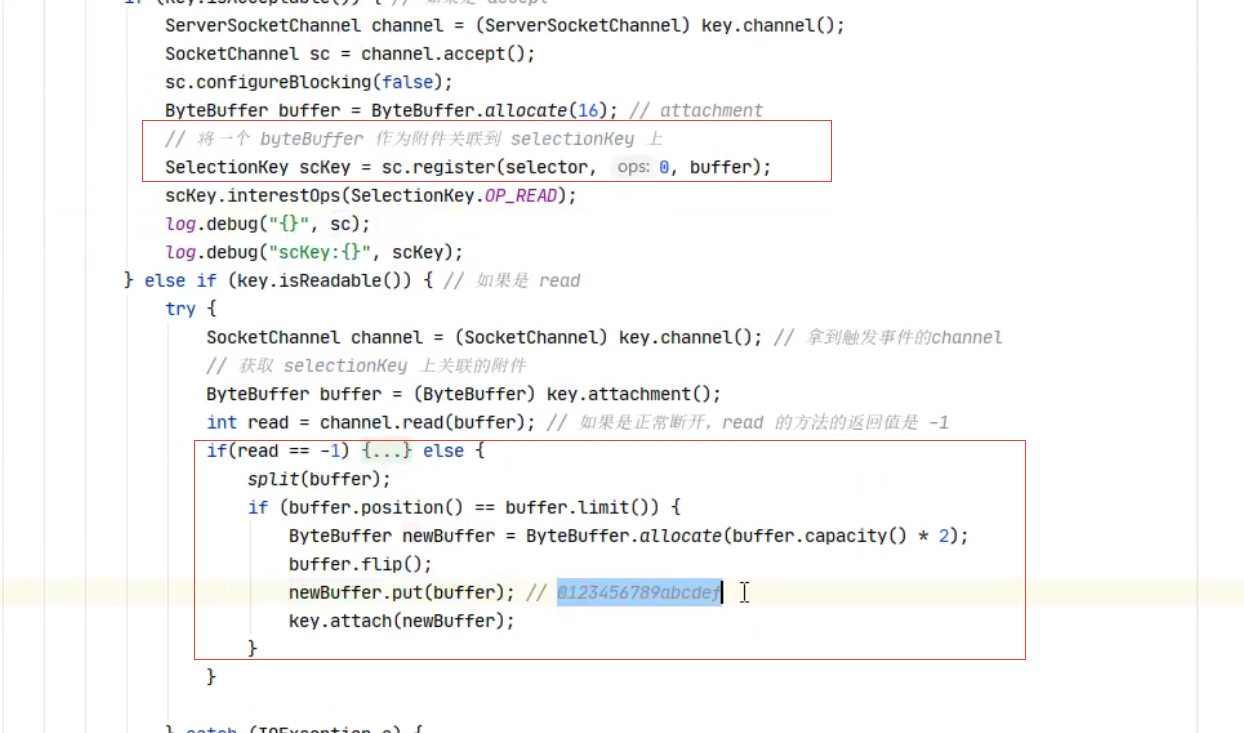 if (key.isAcceptable()) { // 如果是 accept
ServerSocketChannel channel = (ServerSocketChannel) key.channel();
SocketChannel sc = channel.accept();
sc.configureBlocking(false);
ByteBuffer buffer = ByteBuffer.allocate(16); // attachment
// 将一个 byteBuffer 作为附件关联到 selectionKey 上
SelectionKey scKey = sc.register(selector, ops: 0, buffer);
scKey.interestOps(SelectionKey.OP_READ);
log.debug("{}", sc);
log.debug("scKey:{}", scKey);
} else if (key.isReadable()) { // 如果是 read
try {
SocketChannel channel = (SocketChannel) key.channel(); // 拿到触发事件的channel
// 获取 selectionKey 上关联的附件
ByteBuffer buffer = (ByteBuffer) key.attachment();
int read = channel.read(buffer); // 如果是正常断开，read 的方法的返回值是 -1
if(read == -1) {...} else {
split(buffer);
if (buffer.position() == buffer.limit()) {
ByteBuffer newBuffer = ByteBuffer.allocate(buffer.capacity() * 2);
buffer.flip();
newBuffer.put(buffer); // 0123456789abcdef
key.attach(newBuffer);
}
}
} catch (IOException e) {